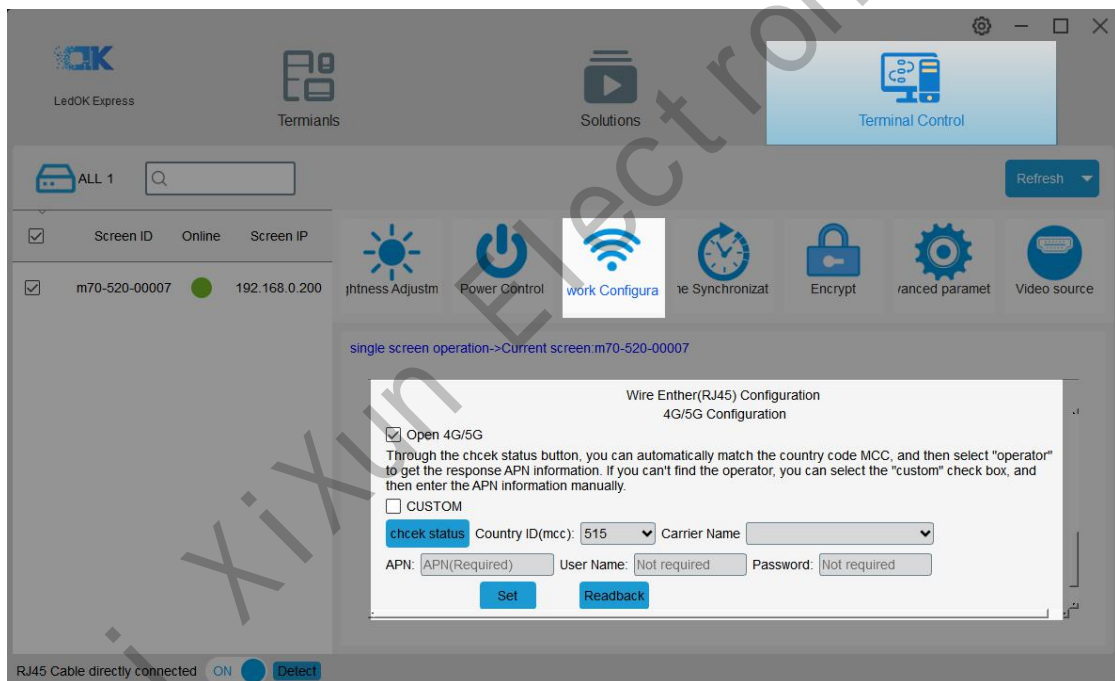 LedOK Express
Termianls
Solutions
Terminal Control
ALL 1
Refresh
Screen ID Online Screen IP
m70-520-00007 192.168.0.200
ghtness Adjustm Power Control work Configura ne Synchronizat Encrypt vanced paramet Video source
single screen operation->Current screen:m70-520-00007
Wire Enther(RJ45) Configuration
4G/5G Configuration
Open 4G/5G
Through the chcek status button, you can automatically match the country code MCC, and then select "operator"
to get the response APN information. If you can't find the operator, you can select the "custom" check box, and
then enter the APN information manually.
CUSTOM
chcek status Country ID(mcc): 515 Carrier Name
APN: APN(Required) User Name: Not required Password: Not required
Set Readback
RJ45 Cable directly connected ON Detect
i XiXun Electron